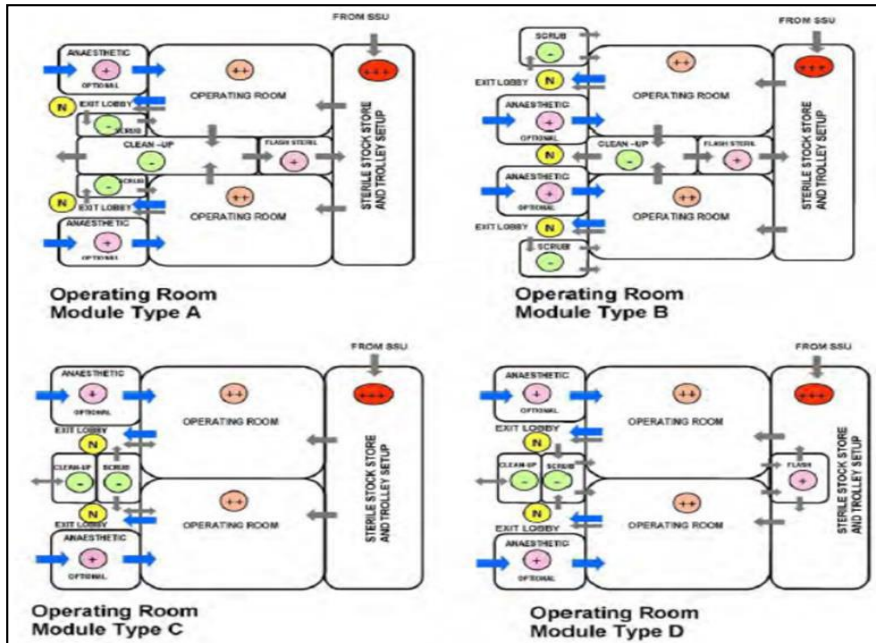 FROM SSU
ANAESTHETIC
+
OPTIONAL
++
OPERATING ROOM
+++
N
EXIT LOBBY
-
SCRUB
CLEAN -UP
-
FLASH STERIL
+
STERILE STOCK STORE
AND TROLLEY SETUP
-
SCRUB
N
EXIT LOBBY
++
OPERATING ROOM
ANAESTHETIC
+
OPTIONAL
Operating Room
Module Type A
FROM SSU
SCRUB
-
N
EXIT LOBBY
++
OPERATING ROOM
+++
ANAESTHETIC
+
OPTIONAL
N
CLEAN -UP
-
FLASH STERIL
+
STERILE STOCK STORE
AND TROLLEY SETUP
ANAESTHETIC
+
OPTIONAL
++
OPERATING ROOM
EXIT LOBBY
N
SCRUB
-
Operating Room
Module Type B
FROM SSU
ANAESTHETIC
+
OPTIONAL
++
OPERATING ROOM
+++
EXIT LOBBY
N
CLEAN-UP
-
SCRUB
-
STERILE STOCK STORE
AND TROLLEY SETUP
N
EXIT LOBBY
++
OPERATING ROOM
ANAESTHETIC
+
OPTIONAL
Operating Room
Module Type C
FROM SSU
ANAESTHETIC
+
OPTIONAL
++
OPERATING ROOM
+++
EXIT LOBBY
N
CLEAN-UP
-
SCRUB
-
FLASH
+
STERILE STOCK STORE
AND TROLLEY SETUP
N
EXIT LOBBY
++
OPERATING ROOM
ANAESTHETIC
+
OPTIONAL
Operating Room
Module Type D